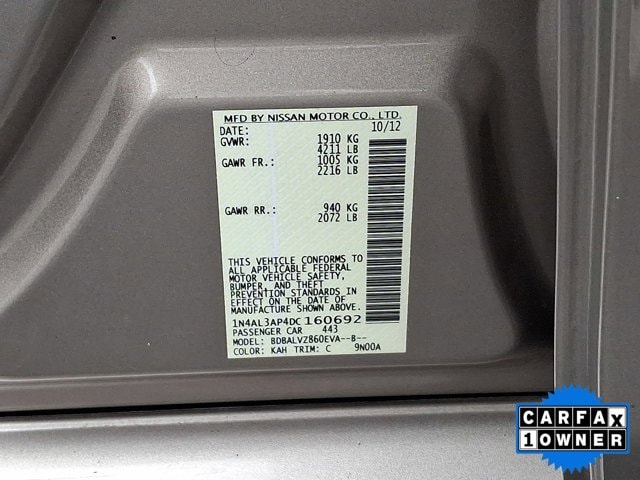 MFD BY NISSAN MOTOR CO., LTD.
DATE: 10/12
GVWR: 1910 KG
4211 LB
GAWR FR.: 1005 KG
2216 LB
GAWR RR.: 940 KG
2072 LB
THIS VEHICLE CONFORMS TO
ALL APPLICABLE FEDERAL
MOTOR VEHICLE SAFETY,
BUMPER, AND THEFT
PREVENTION STANDARDS IN
EFFECT ON THE DATE OF
MANUFACTURE SHOWN ABOVE.
1N4AL3AP4DC160692
PASSENGER CAR 443
MODEL: BDBALVZ860EVA--B--
COLOR: KAH TRIM: C 9N00A
CARFAX
1 OWNER